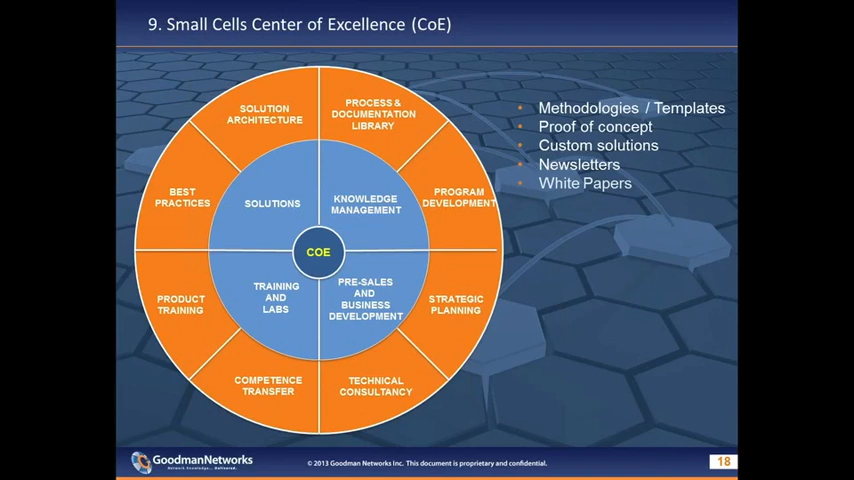 9. Small Cells Center of Excellence (CoE)
SOLUTION
ARCHITECTURE
PROCESS &
DOCUMENTATION
LIBRARY
BEST
PRACTICES
PROGRAM
DEVELOPMENT
SOLUTIONS
KNOWLEDGE
MANAGEMENT
COE
TRAINING
AND
LABS
PRE-SALES
AND
BUSINESS
DEVELOPMENT
PRODUCT
TRAINING
STRATEGIC
PLANNING
COMPETENCE
TRANSFER
TECHNICAL
CONSULTANCY
• Methodologies / Templates
• Proof of concept
• Custom solutions
• Newsletters
• White Papers
GoodmanNetworks
Network Knowledge... Delivered.
© 2013 Goodman Networks Inc. This document is proprietary and confidential.
18